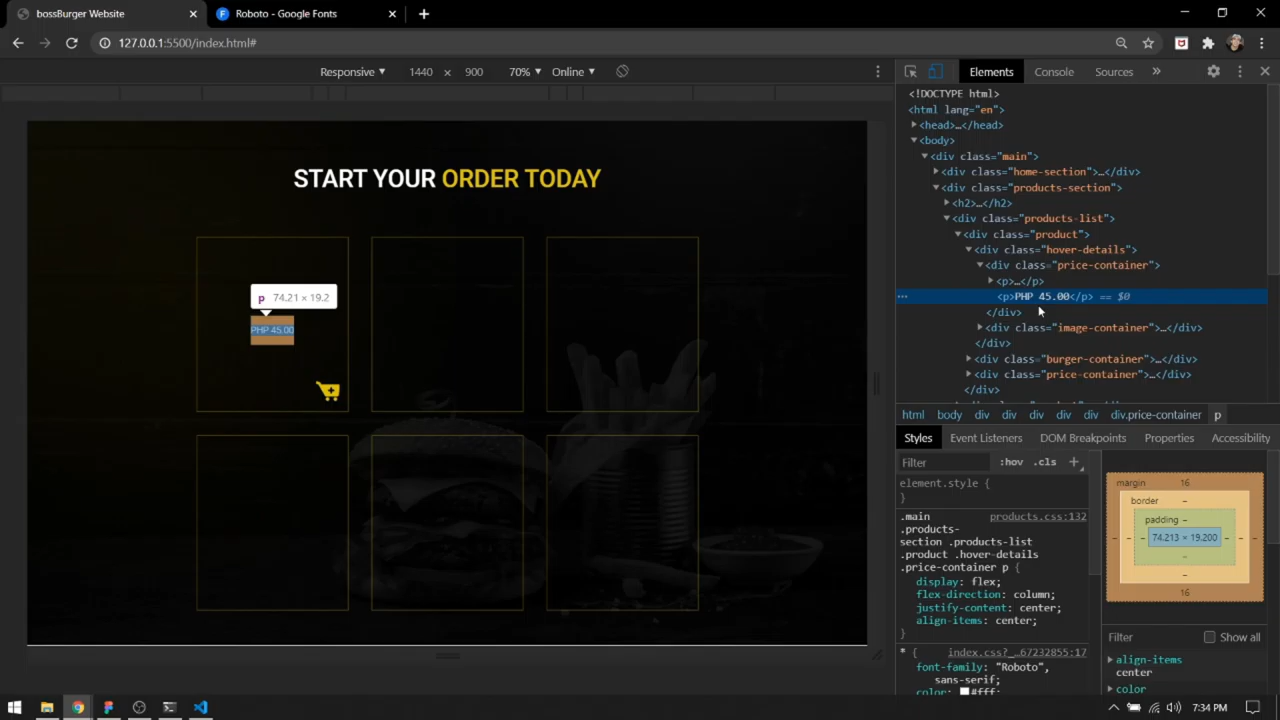 bossBurger Website
Roboto - Google Fonts
127.0.0.1:5500/index.html#
Responsive 1440 × 900 70% Online
Elements Console Sources
<!DOCTYPE html>
<html lang="en">
<head>…</head>
<body>
<div class="main">
<div class="home-section">…</div>
<div class="products-section">
<h2>…</h2>
<div class="products-list">
<div class="product">
<div class="hover-details">
<div class="price-container">
<p>…</p>
<p>PHP 45.00</p> == $0
</div>
<div class="image-container">…</div>
</div>
<div class="burger-container">…</div>
<div class="price-container">…</div>
</div>
html body div div div div div div.price-container p
START YOUR ORDER TODAY
p 74.21 × 19.2
PHP 45.00
Styles Event Listeners DOM Breakpoints Properties Accessibility
Filter :hov .cls +
element.style {
}
.main products.css:132
.products-
section .products-list
.product .hover-details
.price-container p {
display: flex;
flex-direction: column;
justify-content: center;
align-items: center;
}
* { index.css?_…67232855:17
font-family: "Roboto",
sans-serif;
color: #fff;
margin 16
border -
padding -
- - - 74.213 × 19.200 - - -
-
-
16
Filter Show all
align-items
center
color
7:34 PM